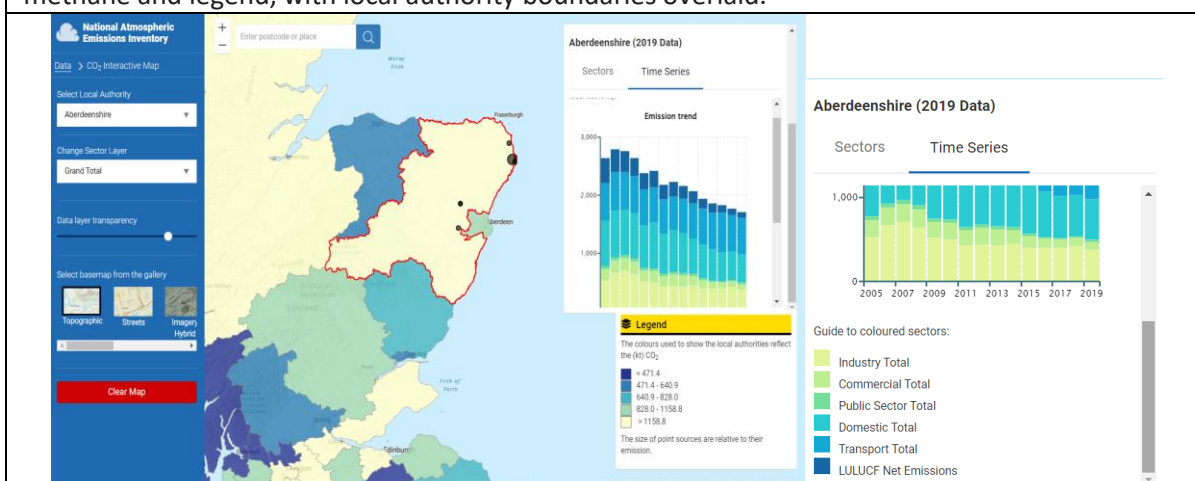 methane and legend, with local authority boundaries overlaid.
National Atmospheric
Emissions Inventory
Data > CO2 Interactive Map
Select Local Authority
Aberdeenshire
Change Sector Layer
Grand Total
Data layer transparency
Select basemap from the gallery
Topographic
Streets
Imagery
Hybrid
Clear Map
+
−
Enter postcode or place
Moray
Firth
Fraserburgh
Aberdeen
Firth of
Forth
Edinburgh
Aberdeenshire (2019 Data)
Sectors
Time Series
Emission trend
3,000
2,000
1,000
Legend
The colours used to show the local authorities reflect
the (kt) CO2
< 471.4
471.4 - 640.9
640.9 - 828.0
828.0 - 1158.8
> 1158.8
The size of point sources are relative to their
emission.
Aberdeenshire (2019 Data)
Sectors
Time Series
1,000
0
2005 2007 2009 2011 2013 2015 2017 2019
Guide to coloured sectors:
Industry Total
Commercial Total
Public Sector Total
Domestic Total
Transport Total
LULUCF Net Emissions